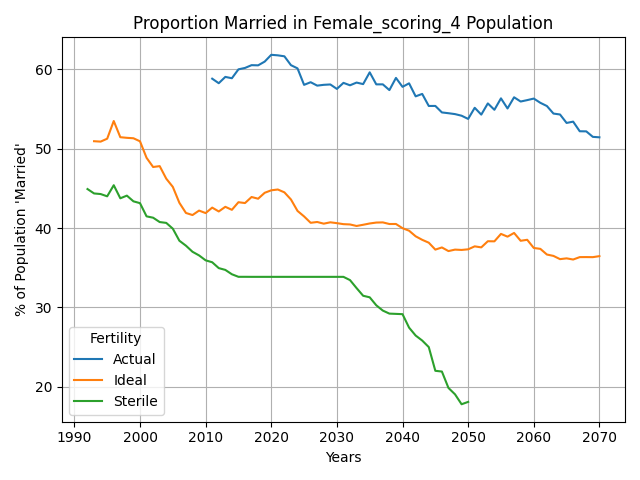 Proportion Married in Female_scoring_4 Population
% of Population 'Married'
60
50
40
30
20
Fertility
Actual
Ideal
Sterile
1990 2000 2010 2020 2030 2040 2050 2060 2070
Years